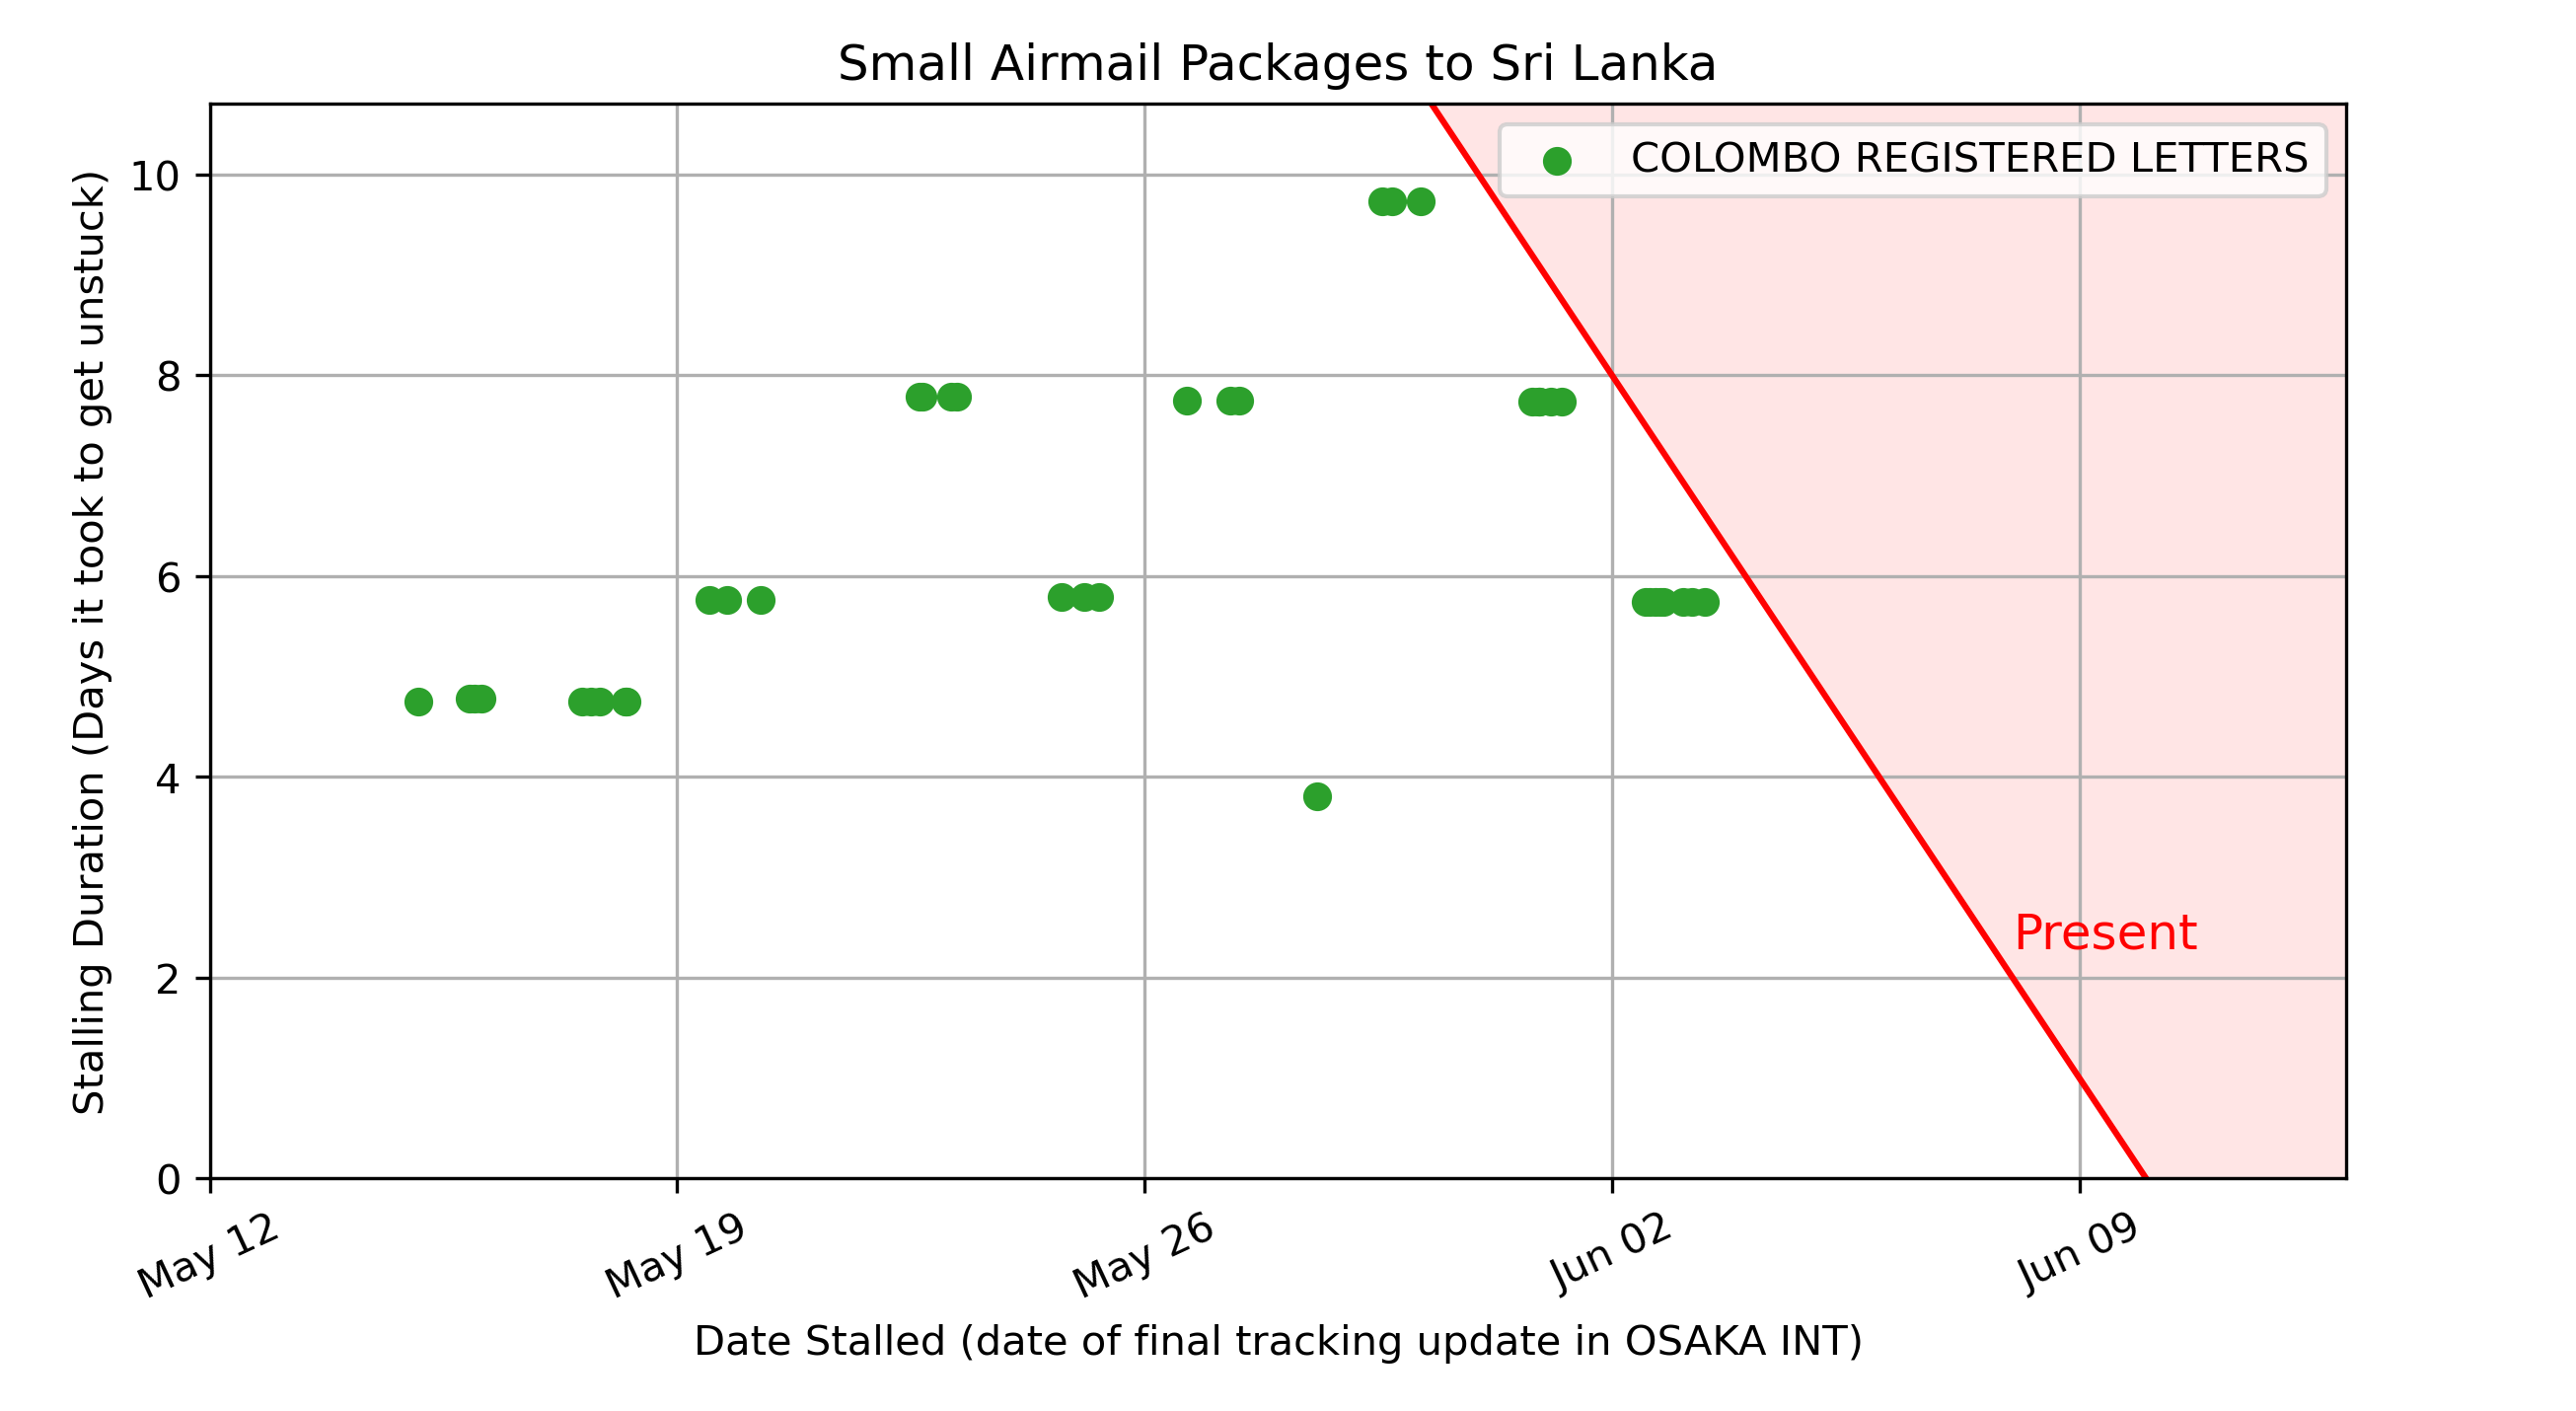 Small Airmail Packages to Sri Lanka
COLOMBO REGISTERED LETTERS
Stalling Duration (Days it took to get unstuck)
10
8
6
4
2
0
Present
May 12
May 19
May 26
Jun 02
Jun 09
Date Stalled (date of final tracking update in OSAKA INT)